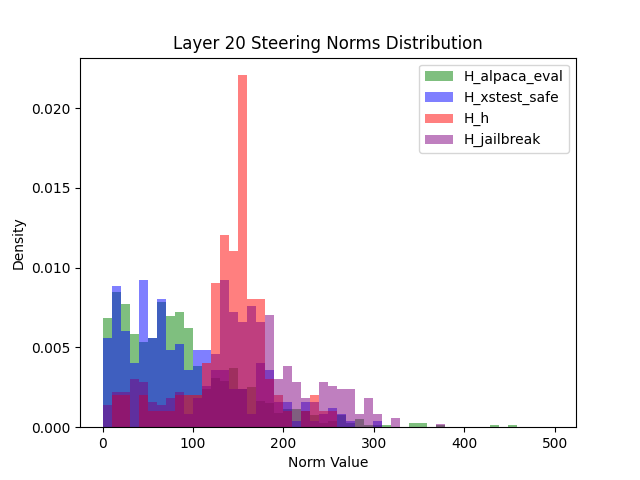 Layer 20 Steering Norms Distribution
H_alpaca_eval
H_xstest_safe
H_h
H_jailbreak
0.020
0.015
0.010
0.005
0.000
Density
0 100 200 300 400 500
Norm Value